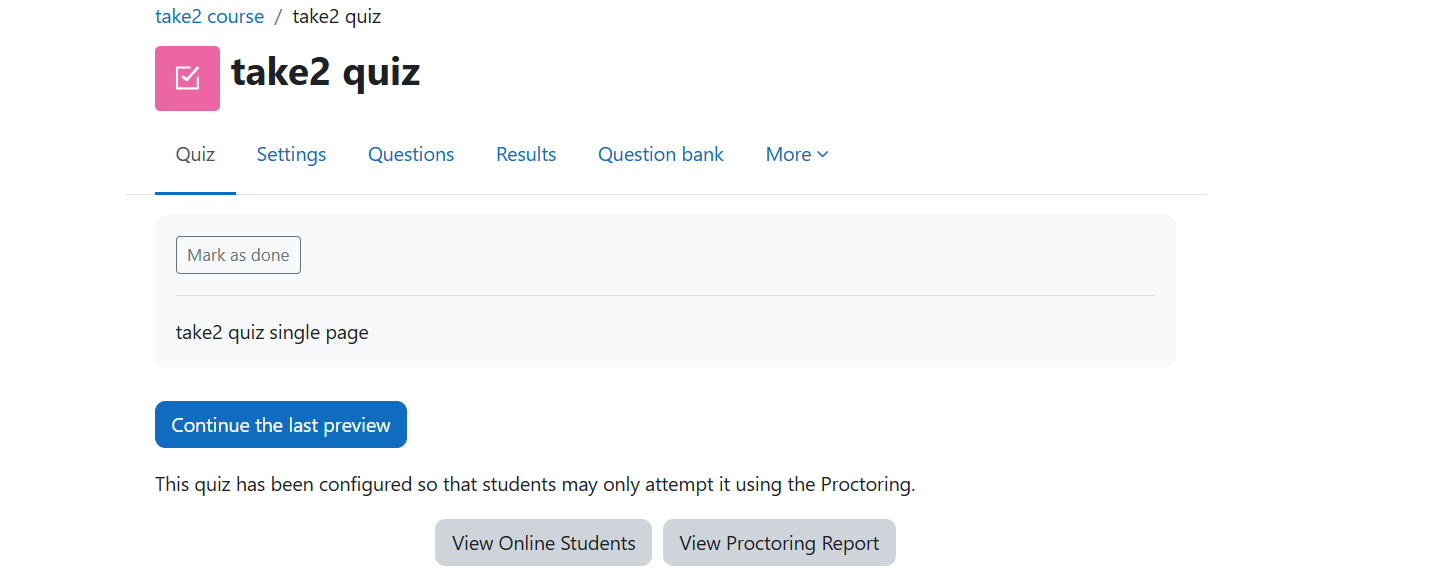 take2 course / take2 quiz
take2 quiz
Quiz Settings Questions Results Question bank More
Mark as done
take2 quiz single page
Continue the last preview
This quiz has been configured so that students may only attempt it using the Proctoring.
View Online Students View Proctoring Report